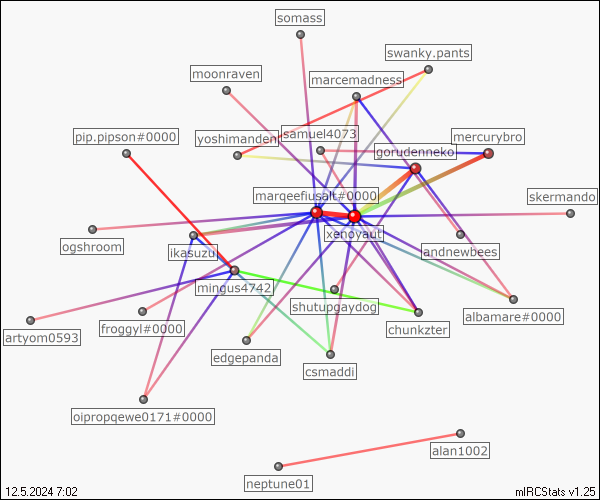 somass
swanky.pants
moonraven
marcemadness
samuel4073
mercurybro
pip.pipson#0000
yoshimanden
gorudenneko
marqeefiusalt#0000
skermando
xenoyaut
ogshroom
ikasuzu
andnewbees
mingus4742
shutupgaydog
albamare#0000
artyom0593
froggyl#0000
chunkzter
edgepanda
csmaddi
oipropqewe0171#0000
alan1002
neptune01
12.5.2024 7:02
mIRCStats v1.25